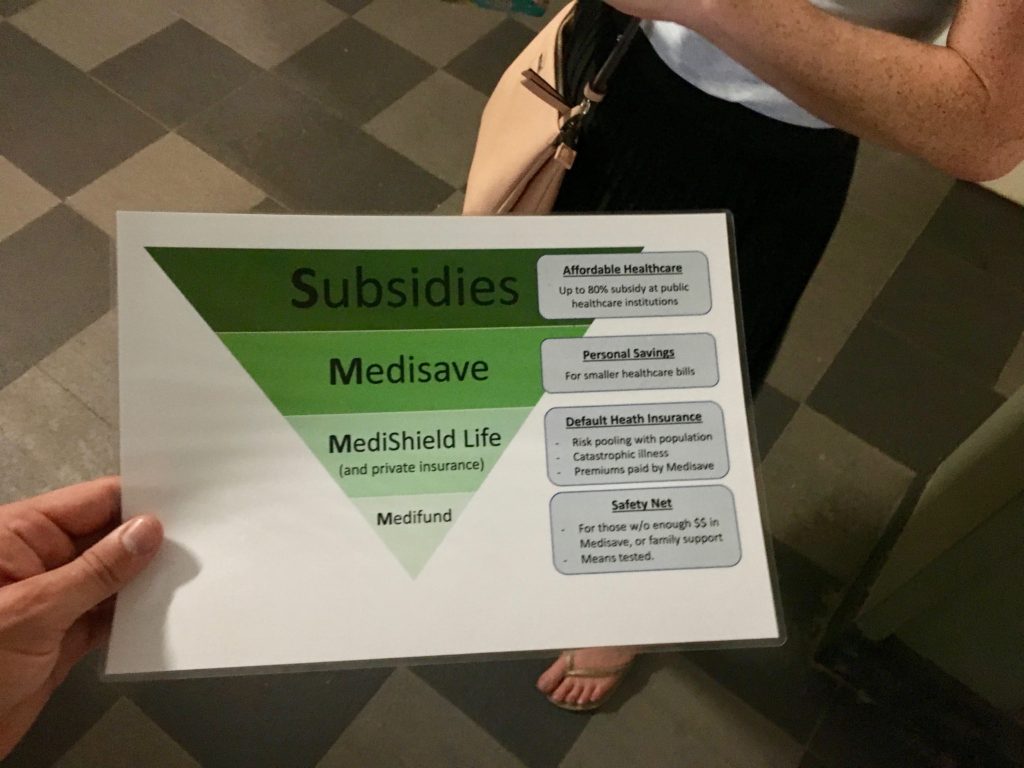 Subsidies
Affordable Healthcare
Up to 80% subsidy at public
healthcare institutions
Medisave
Personal Savings
For smaller healthcare bills
MediShield Life
(and private insurance)
Default Heath Insurance
- Risk pooling with population
- Catastrophic illness
- Premiums paid by Medisave
Medifund
Safety Net
- For those w/o enough $$ in
Medisave, or family support
- Means tested.